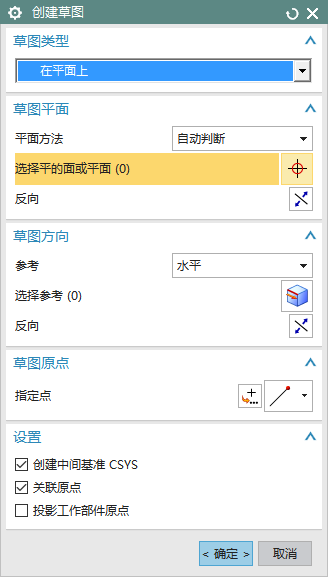 创建草图
草图类型
在平面上
草图平面
平面方法 自动判断
选择平的面或平面 (0)
反向
草图方向
参考 水平
选择参考 (0)
反向
草图原点
指定点
设置
创建中间基准 CSYS
关联原点
投影工作部件原点
< 确定 > 取消